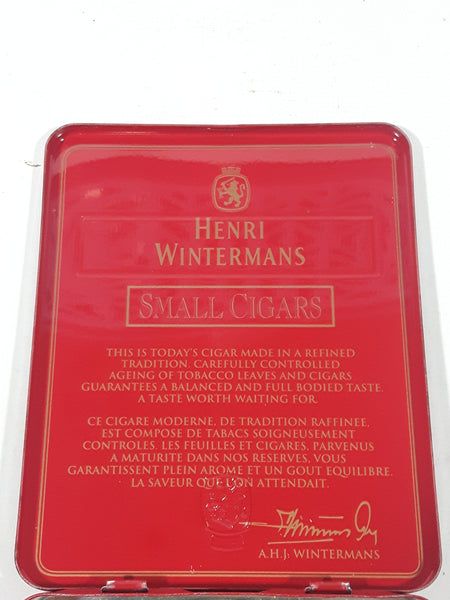 HENRI
WINTERMANS
SMALL CIGARS
THIS IS TODAY'S CIGAR MADE IN A REFINED
TRADITION. CAREFULLY CONTROLLED
AGEING OF TOBACCO LEAVES AND CIGARS
GUARANTEES A BALANCED AND FULL BODIED TASTE.
A TASTE WORTH WAITING FOR.
CE CIGARE MODERNE, DE TRADITION RAFFINEE,
EST COMPOSE DE TABACS SOIGNEUSEMENT
CONTROLES. LES FEUILLES ET CIGARES, PARVENUS
A MATURITE DANS NOS RESERVES, VOUS
GARANTISSENT PLEIN AROME ET UN GOUT EQUILIBRE.
LA SAVEUR QUE L'ON ATTENDAIT.
A.H.J. WINTERMANS